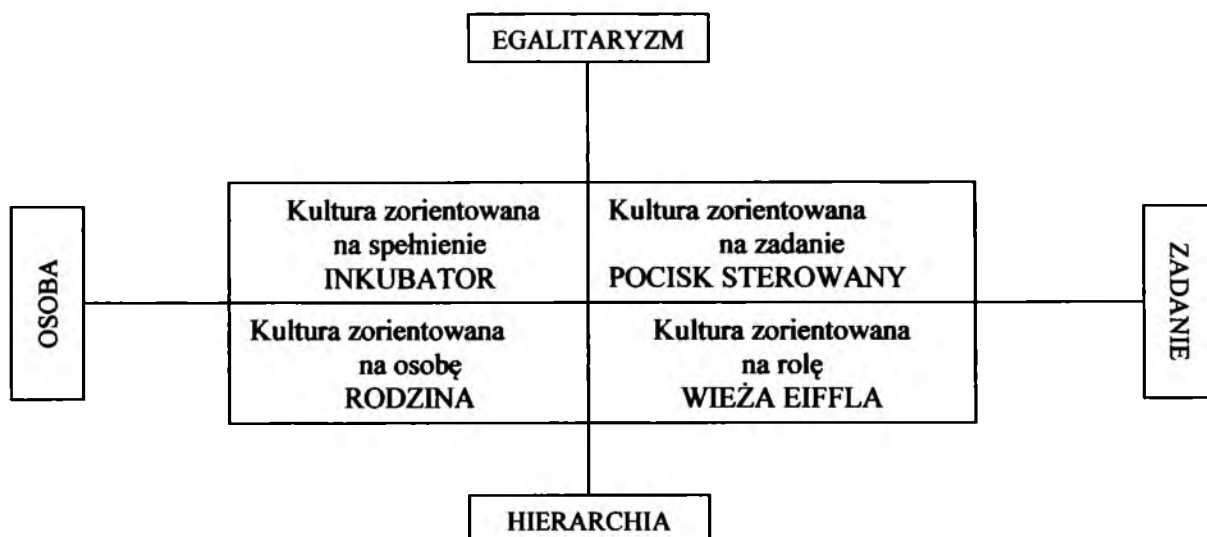 EGALITARYZM
Kultura zorientowana
na spełnienie
INKUBATOR
Kultura zorientowana
na zadanie
POCISK STEROWANY
OSOBA
ZADANIE
Kultura zorientowana
na osobę
RODZINA
Kultura zorientowana
na rolę
WIEŻA EIFFLA
HIERARCHIA